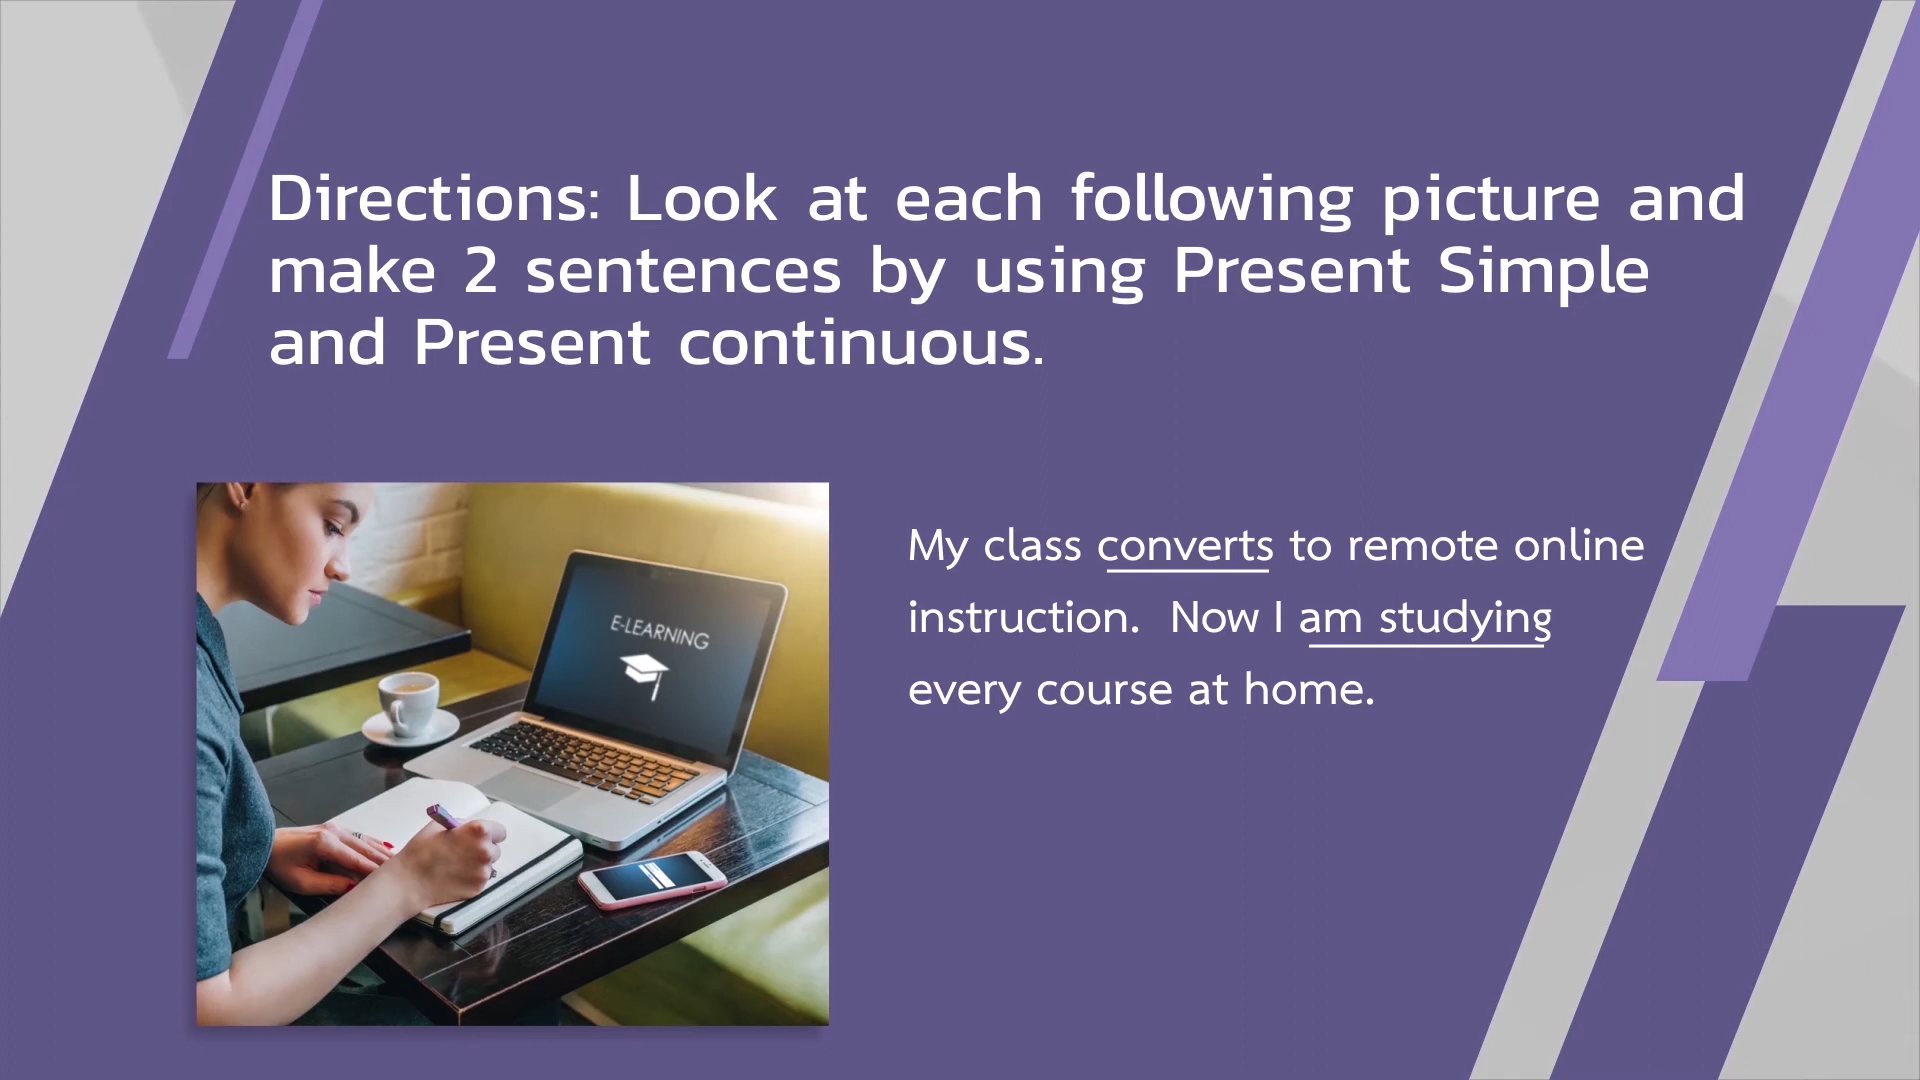 Directions: Look at each following picture and
make 2 sentences by using Present Simple
and Present continuous.
E-LEARNING
My class converts to remote online
instruction.  Now I am studying
every course at home.